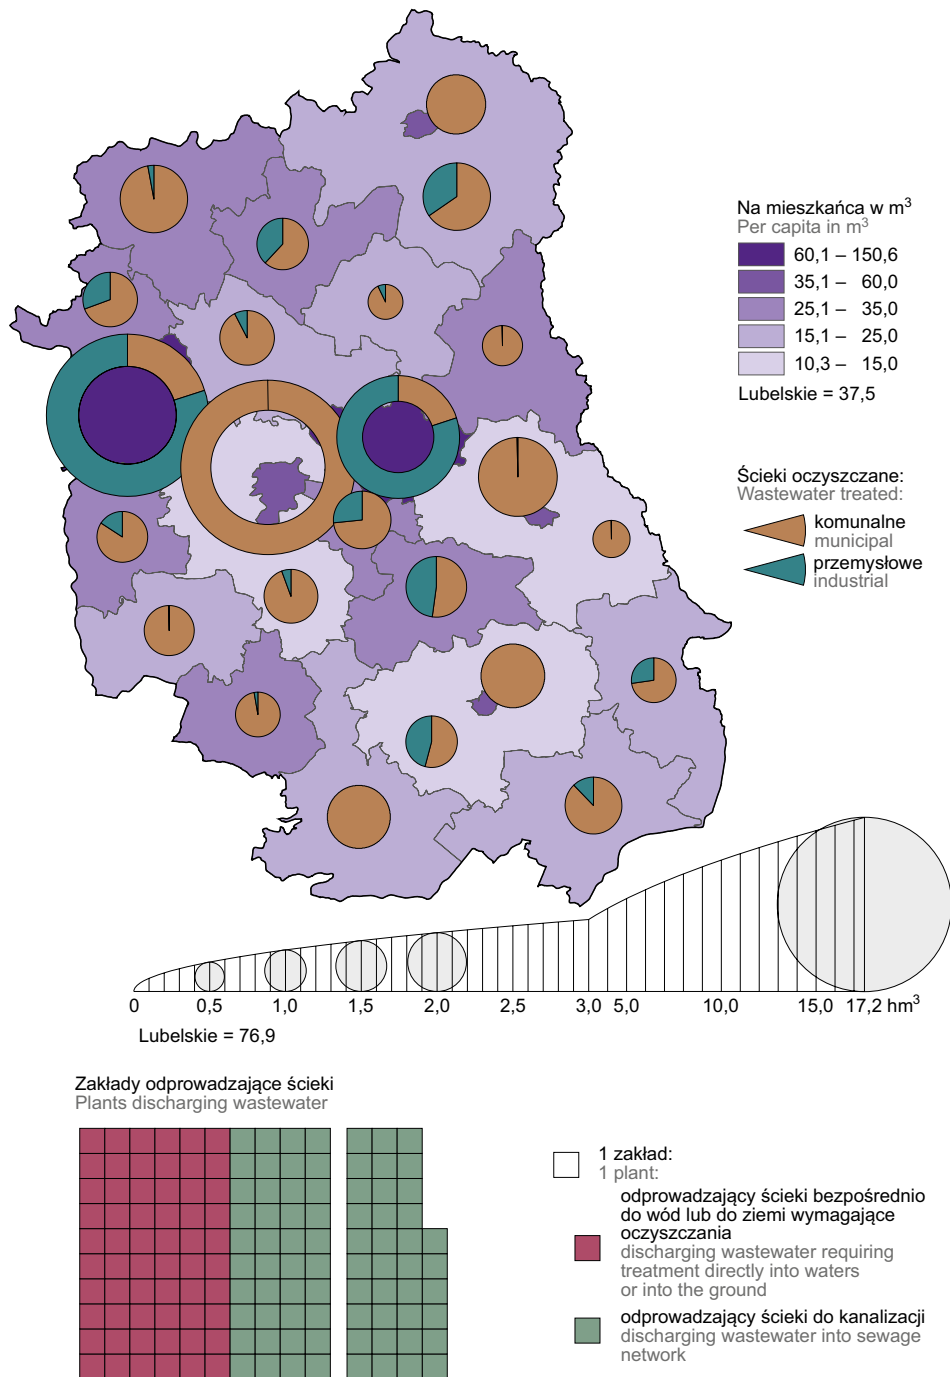 Na mieszkańca w m³
Per capita in m³
60,1 – 150,6
35,1 – 60,0
25,1 – 35,0
15,1 – 25,0
10,3 – 15,0
Lubelskie = 37,5
Ścieki oczyszczane:
Wastewater treated:
komunalne
municipal
przemysłowe
industrial
0 0,5 1,0 1,5 2,0 2,5 3,0 5,0 10,0 15,0 17,2 hm³
Lubelskie = 76,9
Zakłady odprowadzające ścieki
Plants discharging wastewater
1 zakład:
1 plant:
odprowadzający ścieki bezpośrednio
do wód lub do ziemi wymagające
oczyszczania
discharging wastewater requiring
treatment directly into waters
or into the ground
odprowadzający ścieki do kanalizacji
discharging wastewater into sewage
network